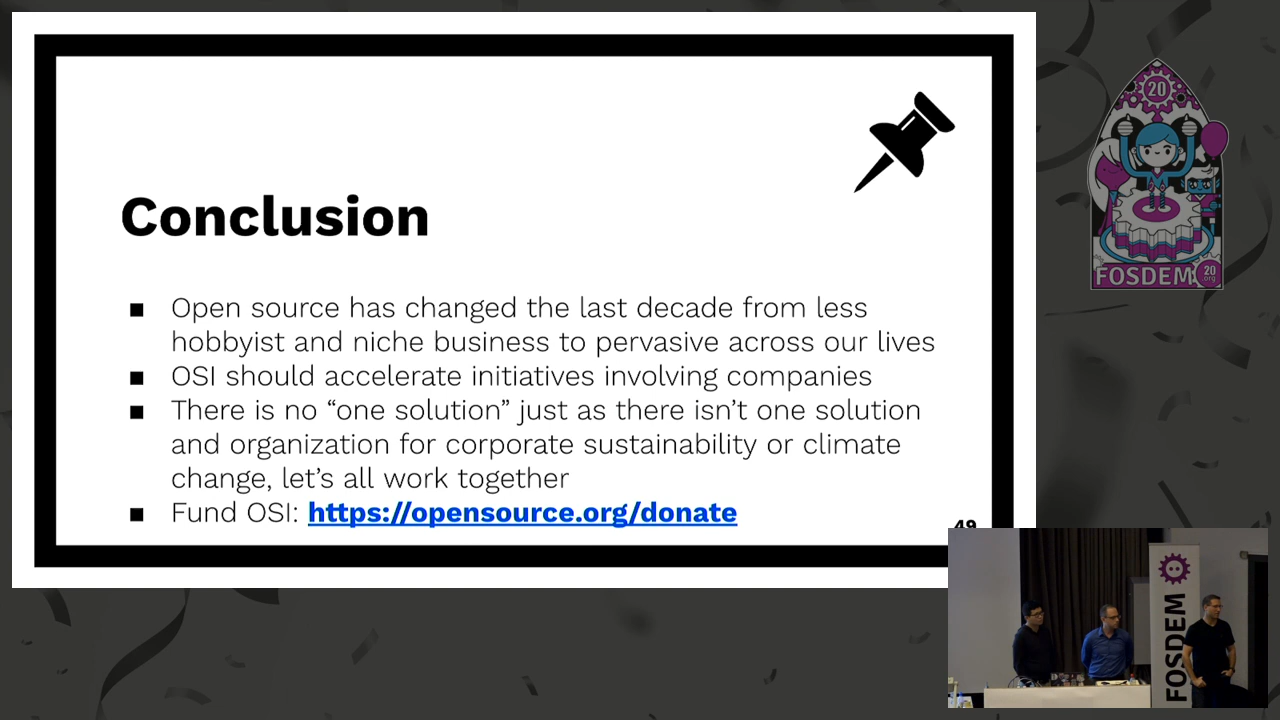 Conclusion
■ Open source has changed the last decade from less
hobbyist and niche business to pervasive across our lives
■ OSI should accelerate initiatives involving companies
■ There is no “one solution” just as there isn’t one solution
and organization for corporate sustainability or climate
change, let’s all work together
■ Fund OSI: https://opensource.org/donate
49
20
FOSDEM
20
.org
FOSDEM